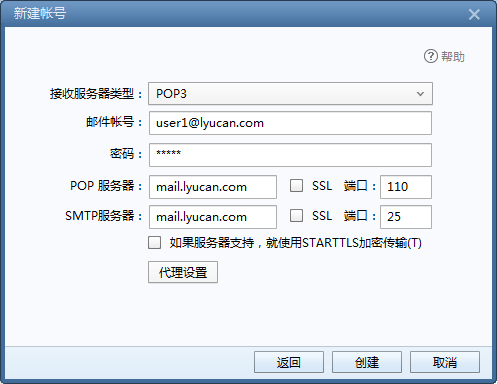 新建帐号
帮助
接收服务器类型： POP3
邮件帐号： user1@lyucan.com
密码： *****
POP 服务器： mail.lyucan.com SSL 端口： 110
SMTP服务器： mail.lyucan.com SSL 端口： 25
如果服务器支持，就使用STARTTLS加密传输(T)
代理设置
返回 创建 取消